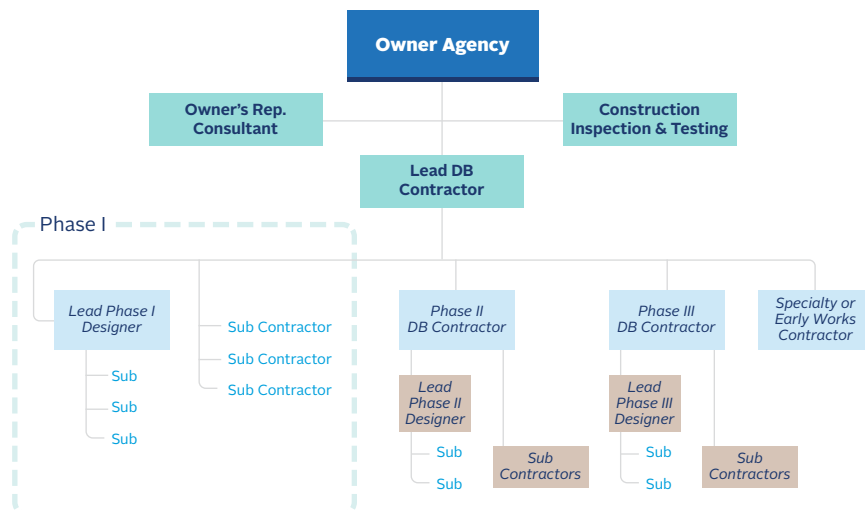 Owner Agency
Owner's Rep.
Consultant
Construction
Inspection & Testing
Lead DB
Contractor
Phase I
Lead Phase I
Designer
Sub
Sub
Sub
Sub Contractor
Sub Contractor
Sub Contractor
Phase II
DB Contractor
Lead
Phase II
Designer
Sub
Sub
Sub
Contractors
Phase III
DB Contractor
Lead
Phase III
Designer
Sub
Sub
Sub
Contractors
Specialty or
Early Works
Contractor